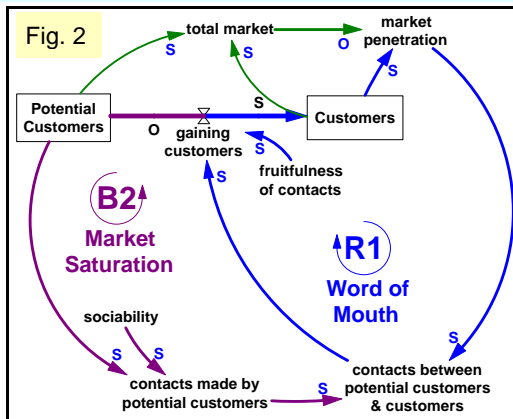 Fig. 2
total market
market
penetration
S
S
O
S
Potential
Customers
O
S
Customers
gaining
customers
S
S
fruitfulness
of contacts
B2
Market
Saturation
R1
Word of
Mouth
sociability
S
S
S
S
contacts made by
potential customers
contacts between
potential customers
& customers